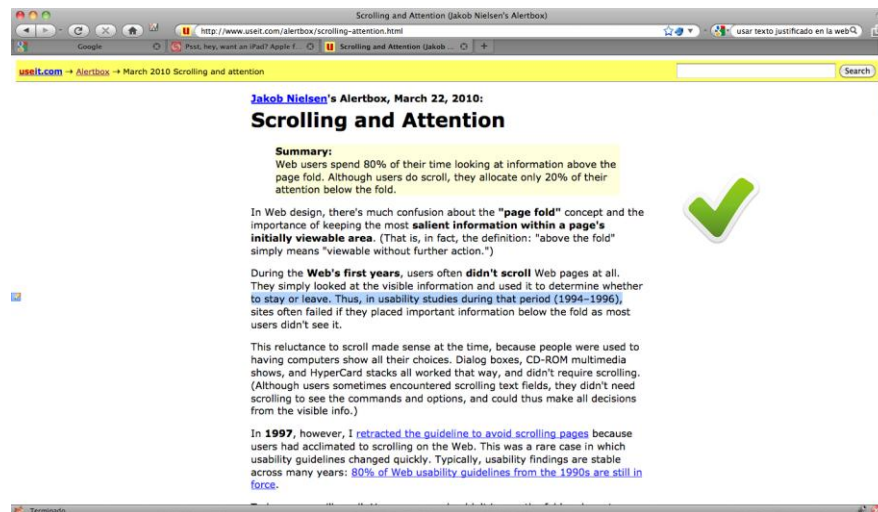 Scrolling and Attention (Jakob Nielsen's Alertbox)
http://www.useit.com/alertbox/scrolling-attention.html
usar texto justificado en la web
Google
Psst, hey, want an iPad? Apple f...
Scrolling and Attention (Jakob ...
useit.com → Alertbox → March 2010 Scrolling and attention
Search
Jakob Nielsen's Alertbox, March 22, 2010:
Scrolling and Attention
Summary:
Web users spend 80% of their time looking at information above the
page fold. Although users do scroll, they allocate only 20% of their
attention below the fold.
In Web design, there's much confusion about the "page fold" concept and the
importance of keeping the most salient information within a page's
initially viewable area. (That is, in fact, the definition: "above the fold"
simply means "viewable without further action.")
During the Web's first years, users often didn't scroll Web pages at all.
They simply looked at the visible information and used it to determine whether
to stay or leave. Thus, in usability studies during that period (1994–1996),
sites often failed if they placed important information below the fold as most
users didn't see it.
This reluctance to scroll made sense at the time, because people were used to
having computers show all their choices. Dialog boxes, CD-ROM multimedia
shows, and HyperCard stacks all worked that way, and didn't require scrolling.
(Although users sometimes encountered scrolling text fields, they didn't need
scrolling to see the commands and options, and could thus make all decisions
from the visible info.)
In 1997, however, I retracted the guideline to avoid scrolling pages because
users had acclimated to scrolling on the Web. This was a rare case in which
usability guidelines changed quickly. Typically, usability findings are stable
across many years: 80% of Web usability guidelines from the 1990s are still in
force.
Terminado